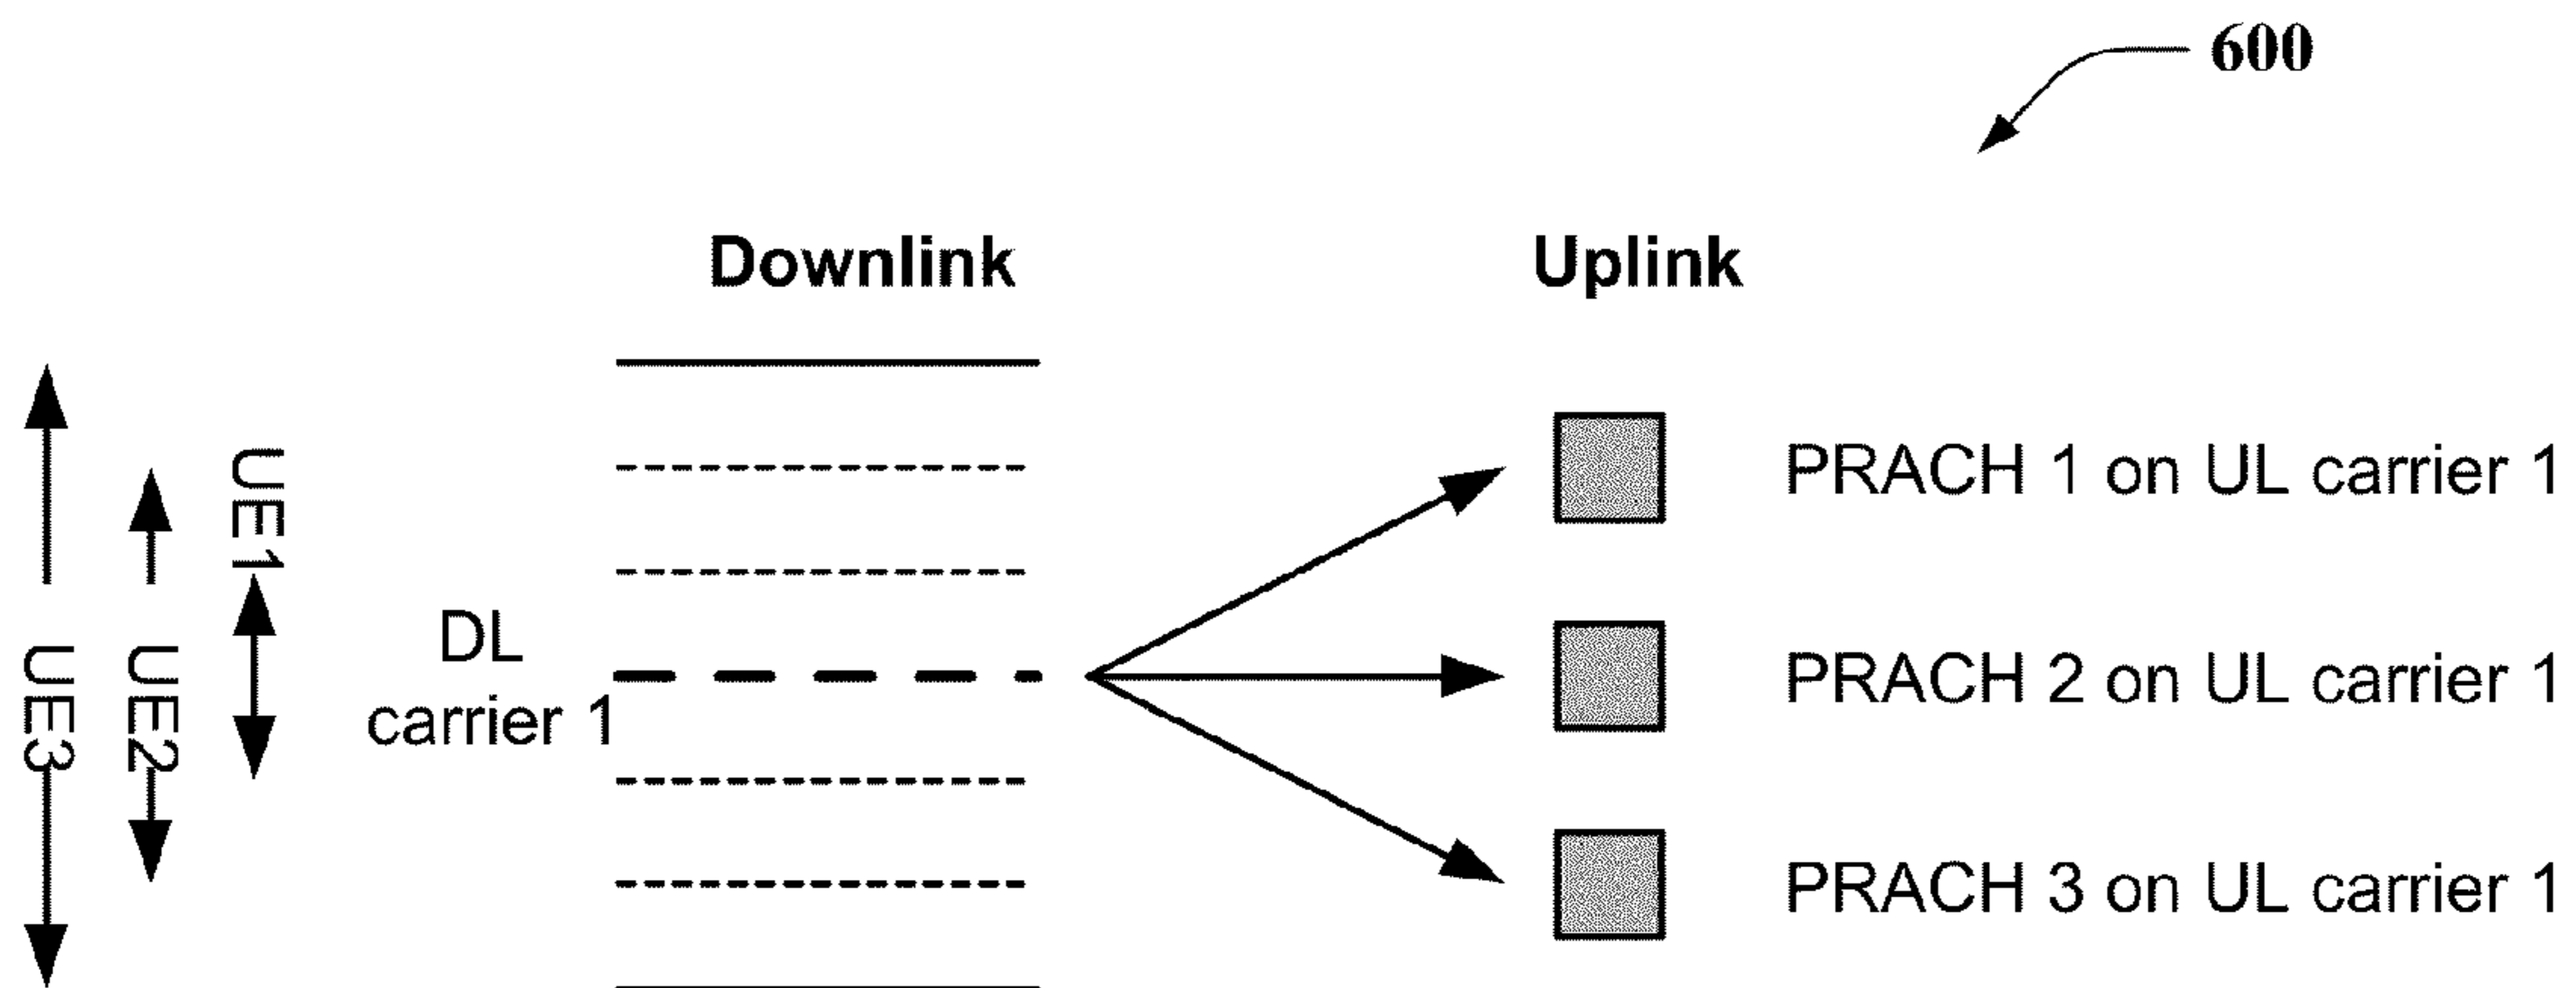 600
Downlink
Uplink
UE3
UE2
UE1
DL
carrier 1
PRACH 1 on UL carrier 1
PRACH 2 on UL carrier 1
PRACH 3 on UL carrier 1